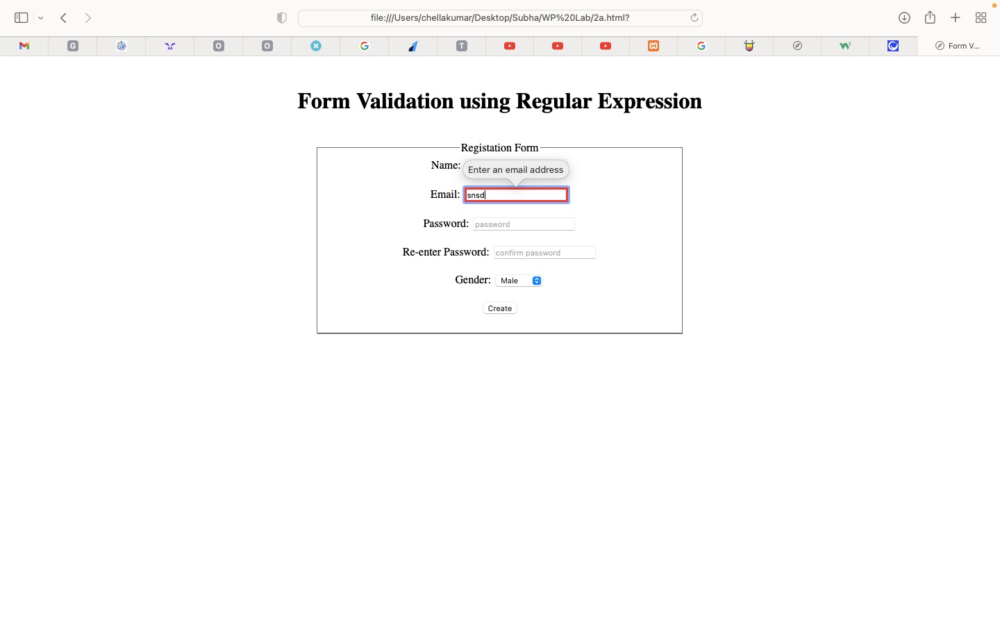 file:///Users/chellakumar/Desktop/Subha/WP%20Lab/2a.html?
G
O
O
T
Form V...
Form Validation using Regular Expression
Registation Form
Name:
Enter an email address
Email: snsd
Password: password
Re-enter Password: confirm password
Gender: Male
Create